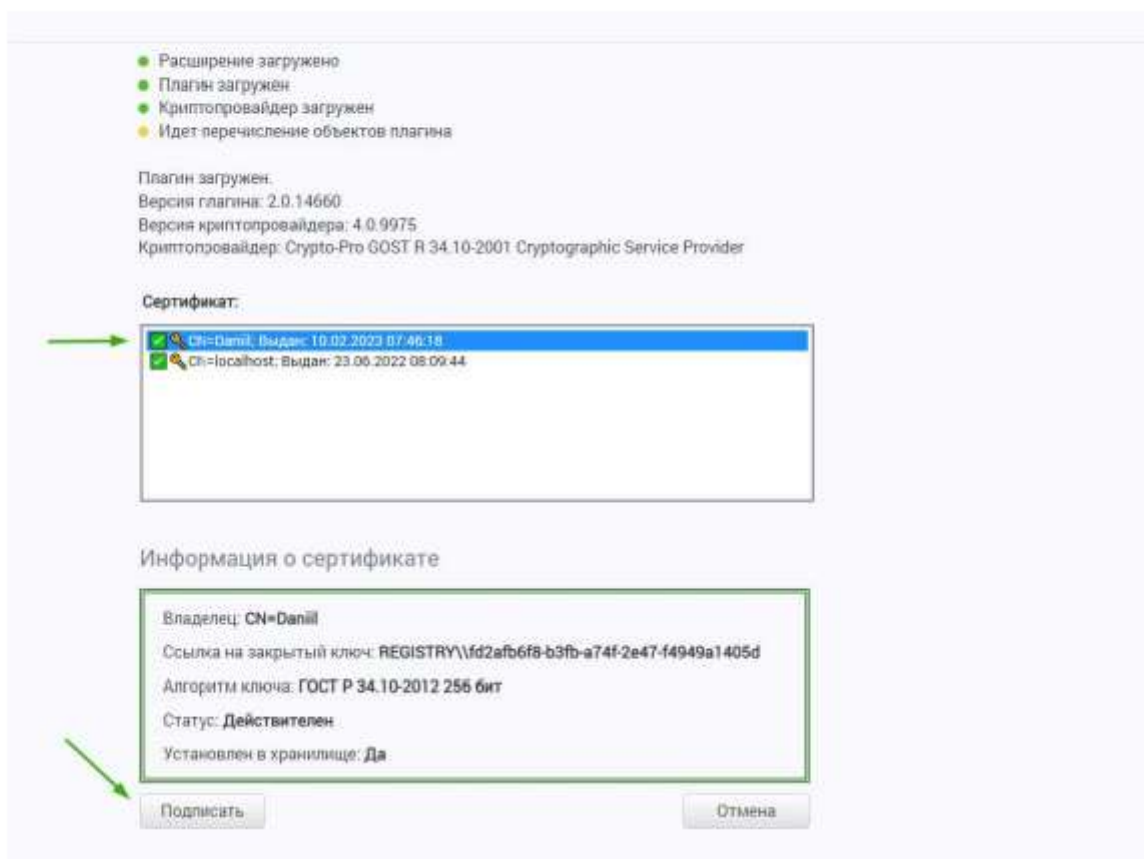 Расширение загружено
Плагин загружен
Криптопровайдер загружен
Идет перечисление объектов плагина
Плагин загружен.
Версия плагина: 2.0.14660
Версия криптопровайдера: 4.0.9975
Криптопровайдер: Crypto-Pro GOST R 34.10-2001 Cryptographic Service Provider
Сертификат:
CN=Daniil; Выдан: 10.02.2023 07:46:18
CN=localhost; Выдан: 23.06.2022 08:09:44
Информация о сертификате
Владелец: CN=Daniil
Ссылка на закрытый ключ: REGISTRY\\fd2afb6f8-b3fb-a74f-2e47-f4949a1405d
Алгоритм ключа: ГОСТ Р 34.10-2012 256 бит
Статус: Действителен
Установлен в хранилище: Да
Подписать Отмена